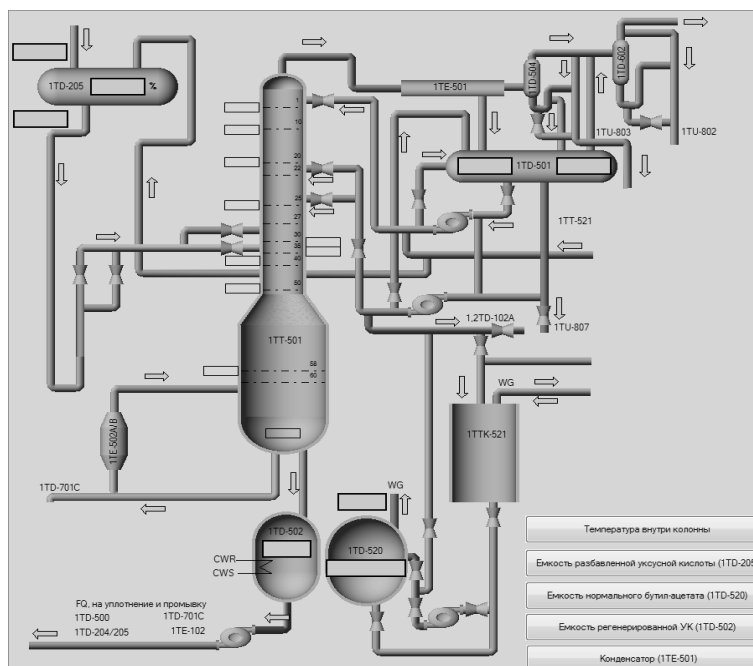 1TD-205
%
1TE-501
1TD-504
1TD-602
1TU-803
1TU-802
1TD-501
1
10
20
22
25
27
30
38
40
50
1TT-521
1,2TD-102A
1TU-807
1TT-501
58
60
WG
1TTK-521
1TE-502A/B
1TD-701C
WG
1TD-502
1TD-520
CWR
CWS
FQ, на уплотнение и промывку
1TD-500
1TD-701C
1TD-204/205
1TE-102
Температура внутри колонны
Емкость разбавленной уксусной кислоты (1TD-205
Емкость нормального бутил-ацетата (1TD-520)
Емкость регенерированной УК (1TD-502)
Конденсатор (1TE-501)